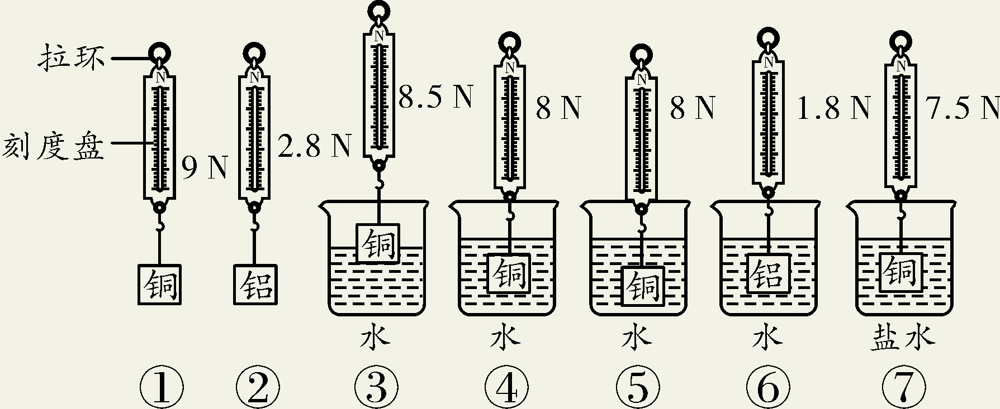 拉环
刻度盘
N N N N N N N
9 N 2.8 N 8.5 N 8 N 8 N 1.8 N 7.5 N
铜 铝 铜 铜 铜 铝 铜
水 水 水 水 盐水
① ② ③ ④ ⑤ ⑥ ⑦